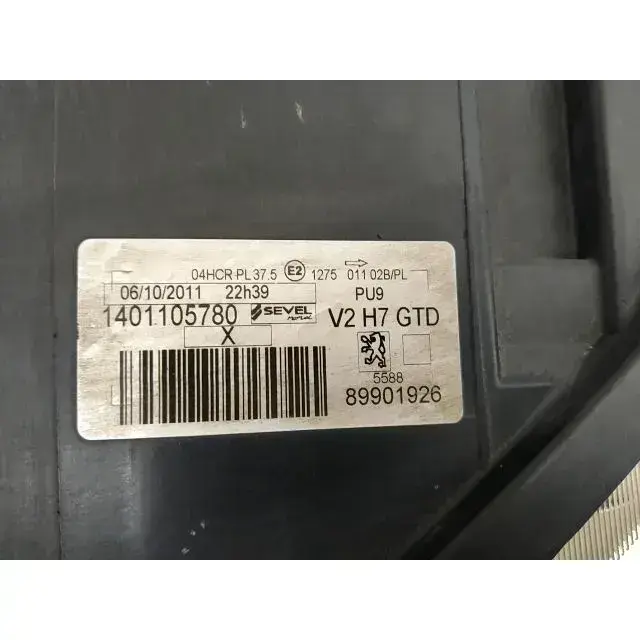 04HCR PL 37.5 E2 1275 011 02B/PL
06/10/2011 22h39 PU9
1401105780 SEVEL V2 H7 GTD
X
5588
89901926